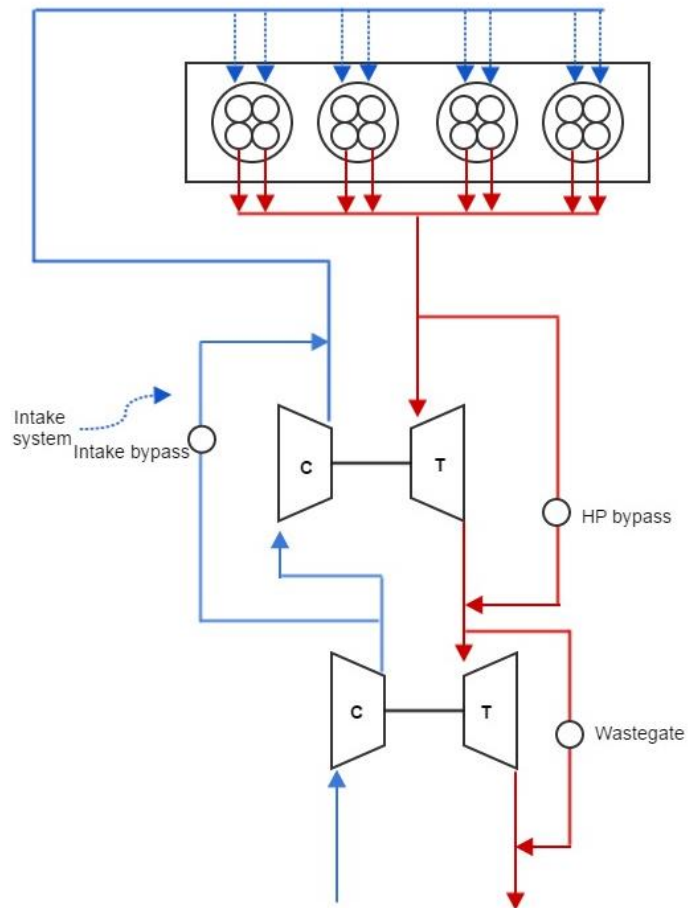 C
T
Intake
system
Intake bypass
HP bypass
C
T
Wastegate